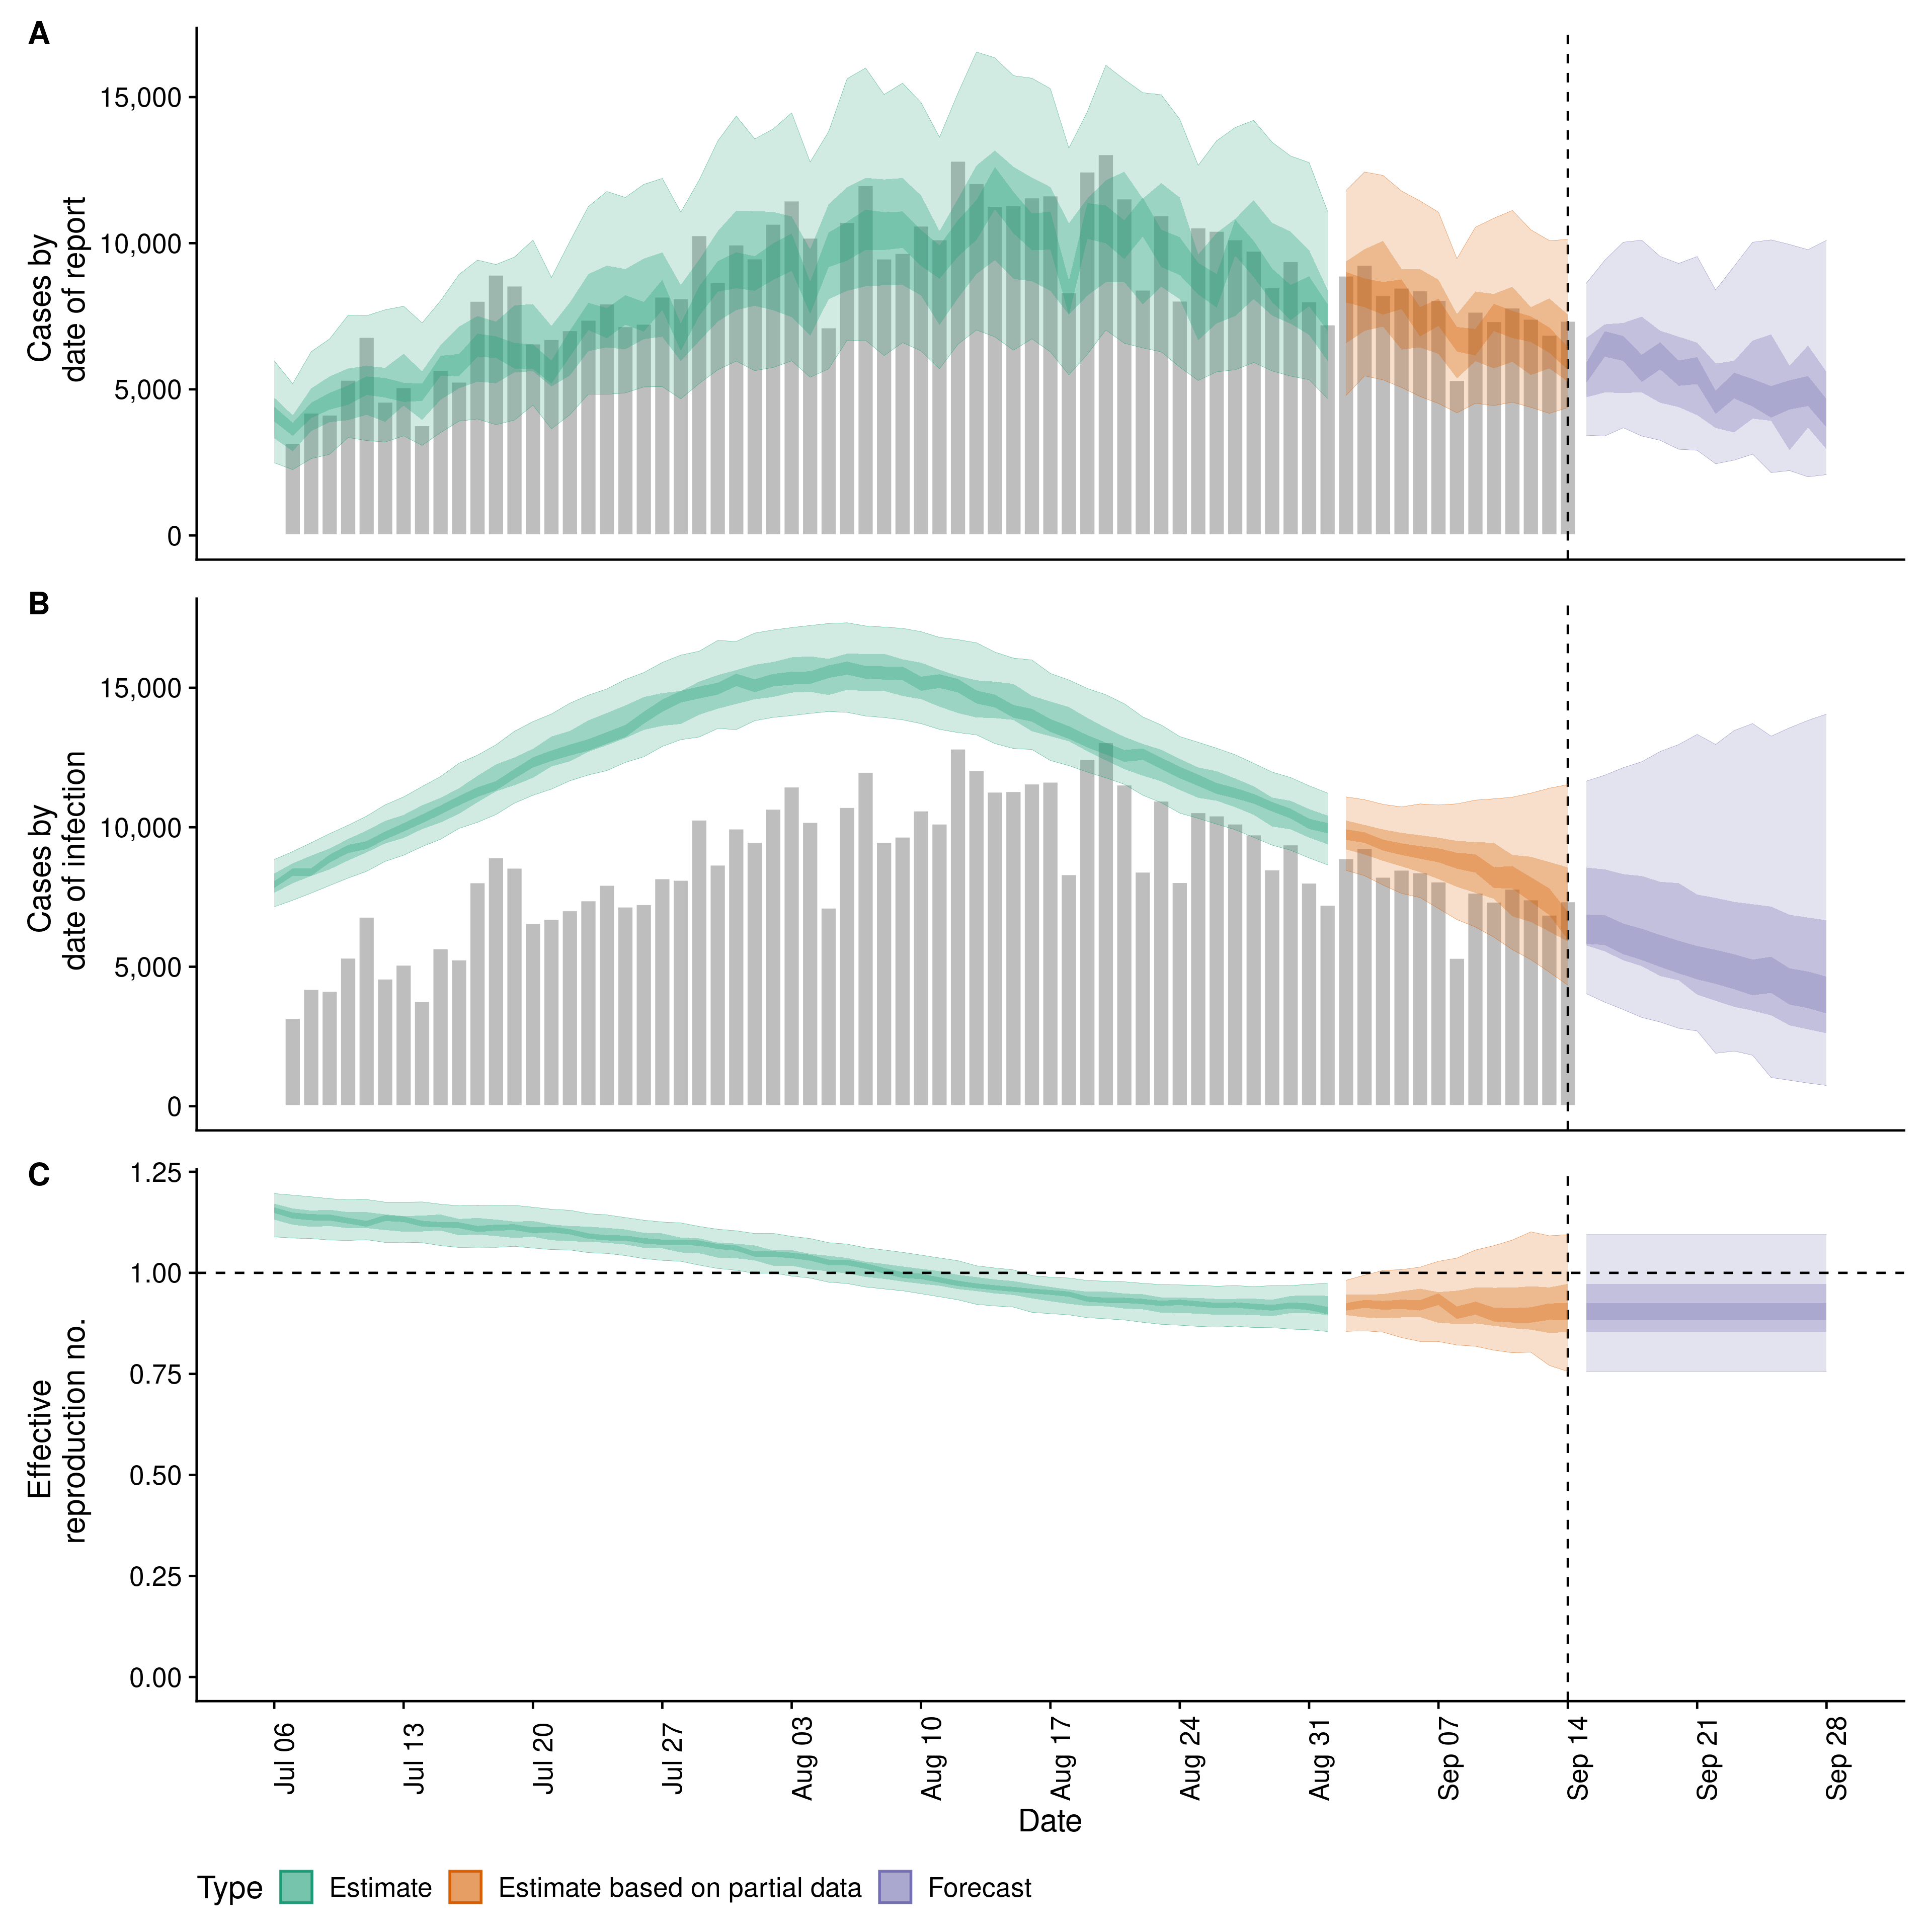 A
Cases by
date of report
15,000
10,000
5,000
0
B
Cases by
date of infection
15,000
10,000
5,000
0
C
Effective
reproduction no.
1.25
1.00
0.75
0.50
0.25
0.00
Jul 06
Jul 13
Jul 20
Jul 27
Aug 03
Aug 10
Aug 17
Aug 24
Aug 31
Sep 07
Sep 14
Sep 21
Sep 28
Date
Type Estimate Estimate based on partial data Forecast